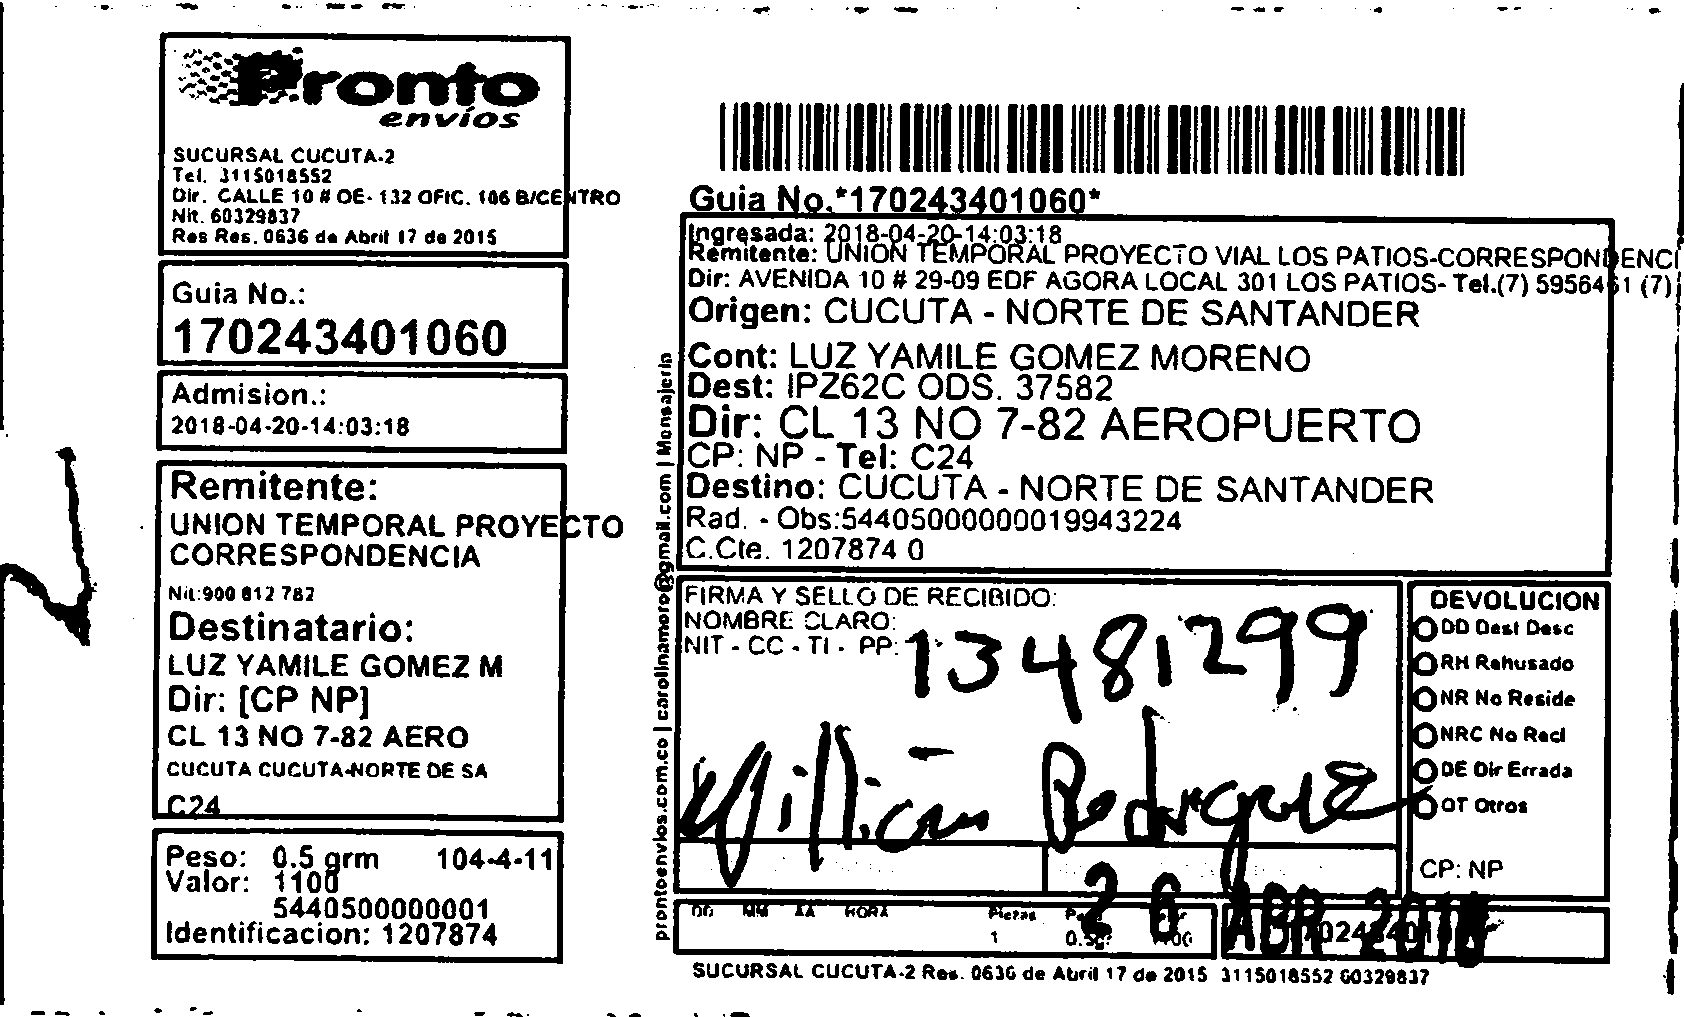 Pronto
envíos
SUCURSAL CUCUTA-2
Tel. 3115018552
Dir. CALLE 10 # OE- 132 OFIC. 106 B/CENTRO
Nit. 60329837
Res Res. 0636 de Abril 17 de 2015
Guia No.:
170243401060
Admision.:
2018-04-20-14:03:18
Remitente:
UNION TEMPORAL PROYECTO
CORRESPONDENCIA
Nit:900 812 782
Destinatario:
LUZ YAMILE GOMEZ M
Dir: [CP NP]
CL 13 NO 7-82 AERO
CUCUTA CUCUTA-NORTE DE SA
C24
Peso: 0.5 grm 104-4-11
Valor: 1100
5440500000001
Identificacion: 1207874
prontoenvios.com.co | carolinamoro@gmail.com | Mensajeria
Guia No.*170243401060*
Ingresada: 2018-04-20-14:03:18
Remitente: UNION TEMPORAL PROYECTO VIAL LOS PATIOS-CORRESPONDENCI
Dir: AVENIDA 10 # 29-09 EDF AGORA LOCAL 301 LOS PATIOS- Tel.(7) 5956461 (7)
Origen: CUCUTA - NORTE DE SANTANDER
Cont: LUZ YAMILE GOMEZ MORENO
Dest: IPZ62C ODS. 37582
Dir: CL 13 NO 7-82 AEROPUERTO
CP: NP - Tel: C24
Destino: CUCUTA - NORTE DE SANTANDER
Rad. - Obs:544050000000019943224
C.Cte. 1207874 0
FIRMA Y SELLO DE RECIBIDO:
NOMBRE CLARO:
NIT - CC - TI - PP: 13481299
William Rodriguez
DEVOLUCION
DD Dest Desc
RH Rehusado
NR No Reside
NRC No Recl
DE Dir Errada
OT Otros
CP: NP
26 ABR 2018
DD MM AA HORA Piezas
1 0.5gr
SUCURSAL CUCUTA-2 Res. 0636 de Abril 17 de 2015 3115018552 60329837